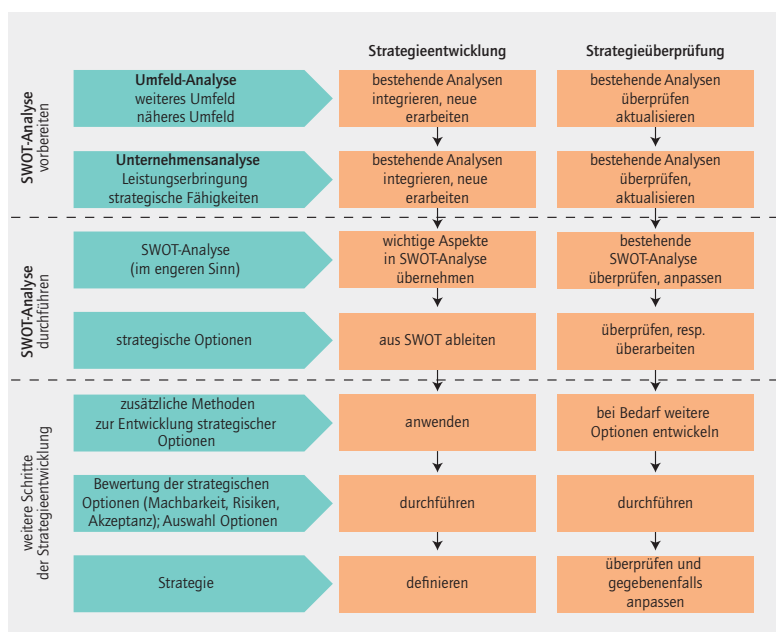 Strategieentwicklung
Strategieüberprüfung
SWOT-Analyse
vorbereiten
Umfeld-Analyse
weiteres Umfeld
näheres Umfeld
bestehende Analysen
integrieren, neue
erarbeiten
bestehende Analysen
überprüfen
aktualisieren
Unternehmensanalyse
Leistungserbringung
strategische Fähigkeiten
bestehende Analysen
integrieren, neue
erarbeiten
bestehende Analysen
überprüfen,
aktualisieren
SWOT-Analyse
durchführen
SWOT-Analyse
(im engeren Sinn)
wichtige Aspekte
in SWOT-Analyse
übernehmen
bestehende
SWOT-Analyse
überprüfen, anpassen
strategische Optionen
aus SWOT ableiten
überprüfen, resp.
überarbeiten
weitere Schritte
der Strategieentwicklung
zusätzliche Methoden
zur Entwicklung strategischer
Optionen
anwenden
bei Bedarf weitere
Optionen entwickeln
Bewertung der strategischen
Optionen (Machbarkeit, Risiken,
Akzeptanz); Auswahl Optionen
durchführen
durchführen
Strategie
definieren
überprüfen und
gegebenenfalls
anpassen